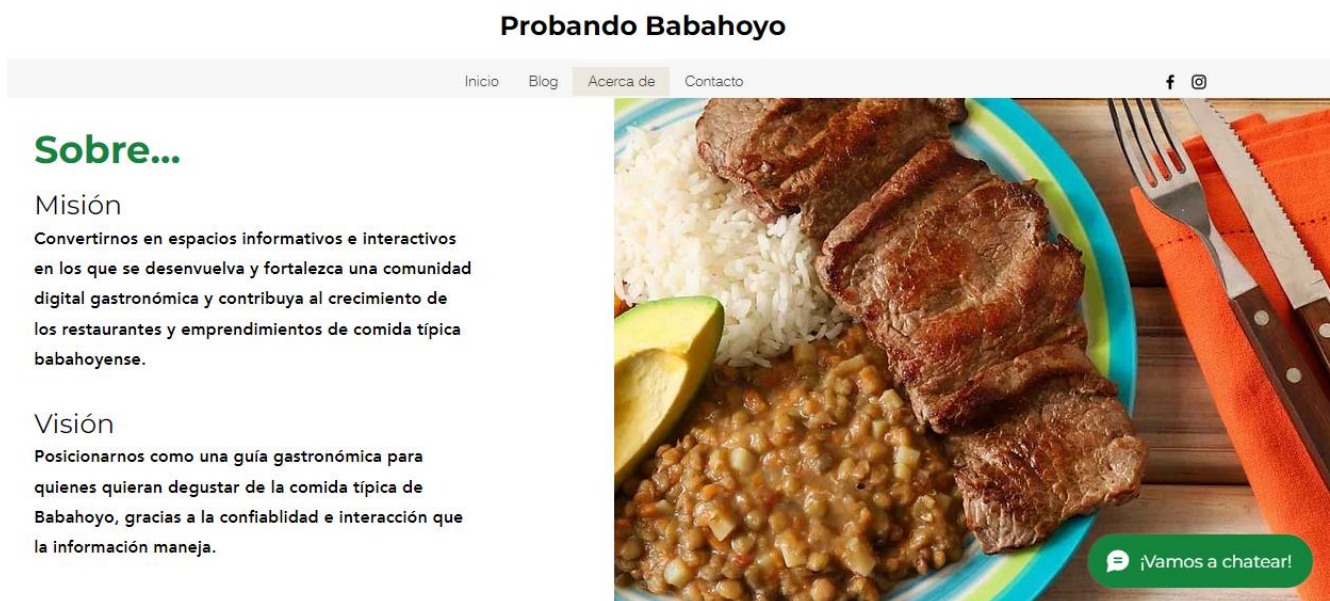 Probando Babahoyo
Inicio Blog Acerca de Contacto
Sobre...
Misión
Convertirnos en espacios informativos e interactivos
en los que se desenvuelva y fortalezca una comunidad
digital gastronómica y contribuya al crecimiento de
los restaurantes y emprendimientos de comida típica
babahoyense.
Visión
Posicionarnos como una guía gastronómica para
quienes quieran degustar de la comida típica de
Babahoyo, gracias a la confiablidad e interacción que
la información maneja.
¡Vamos a chatear!